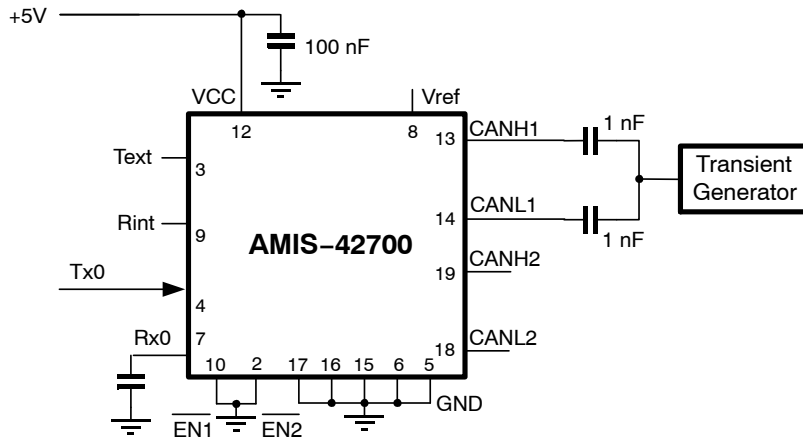 +5V
100 nF
VCC
Vref
12
8
13
CANH1
1 nF
Text
3
Transient
Generator
14
CANL1
1 nF
Rint
9
AMIS−42700
19
CANH2
Tx0
4
Rx0
7
18
CANL2
10
2
17
16
15
6
5
EN1
EN2
GND